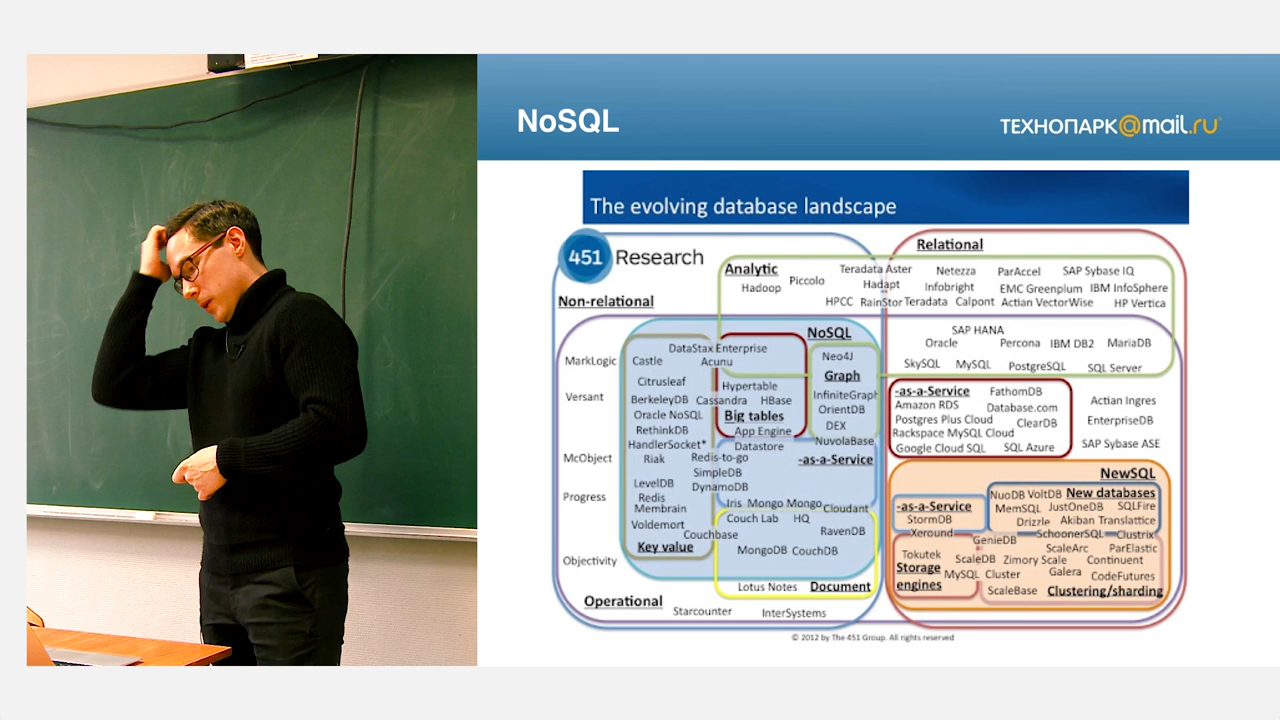 NoSQL
ТЕХНОПАРК@mail.ru
The evolving database landscape
451 Research
Relational
Analytic
Hadoop
Piccolo
Teradata Aster
Hadapt
HPCC
RainStor
Teradata
Netezza
Infobright
Calpont
ParAccel
SAP Sybase IQ
EMC Greenplum
IBM InfoSphere
Actian VectorWise
HP Vertica
Non-relational
NoSQL
SAP HANA
Oracle
Percona
IBM DB2
MariaDB
SkySQL
MySQL
PostgreSQL
SQL Server
MarkLogic
Versant
McObject
Progress
Objectivity
DataStax Enterprise
Castle
Acunu
Citrusleaf
BerkeleyDB
Oracle NoSQL
RethinkDB
HandlerSocket*
Riak
LevelDB
Redis
Membrain
Voldemort
Couchbase
Key value
Hypertable
Cassandra
HBase
Big tables
App Engine
Datastore
Redis-to-go
SimpleDB
DynamoDB
-as-a-Service
Neo4J
Graph
InfiniteGraph
OrientDB
DEX
NuvolaBase
Iris
Mongo
Mongo
Couch
Lab
HQ
Cloudant
RavenDB
MongoDB
CouchDB
Lotus Notes
Document
Operational
Starcounter
InterSystems
-as-a-Service
FathomDB
Amazon RDS
Database.com
Postgres Plus Cloud
ClearDB
Rackspace MySQL Cloud
Google Cloud SQL
SQL Azure
Actian Ingres
EnterpriseDB
SAP Sybase ASE
NewSQL
-as-a-Service
StormDB
Xeround
NuoDB
VoltDB
New databases
MemSQL
JustOneDB
SQLFire
Drizzle
Akiban
Translattice
SchoonerSQL
Clustrix
GenieDB
ScaleArc
ParElastic
Tokutek
ScaleDB
Zimory Scale
Continuent
Storage
engines
MySQL Cluster
Galera
CodeFutures
ScaleBase
Clustering/sharding
© 2012 by The 451 Group. All rights reserved